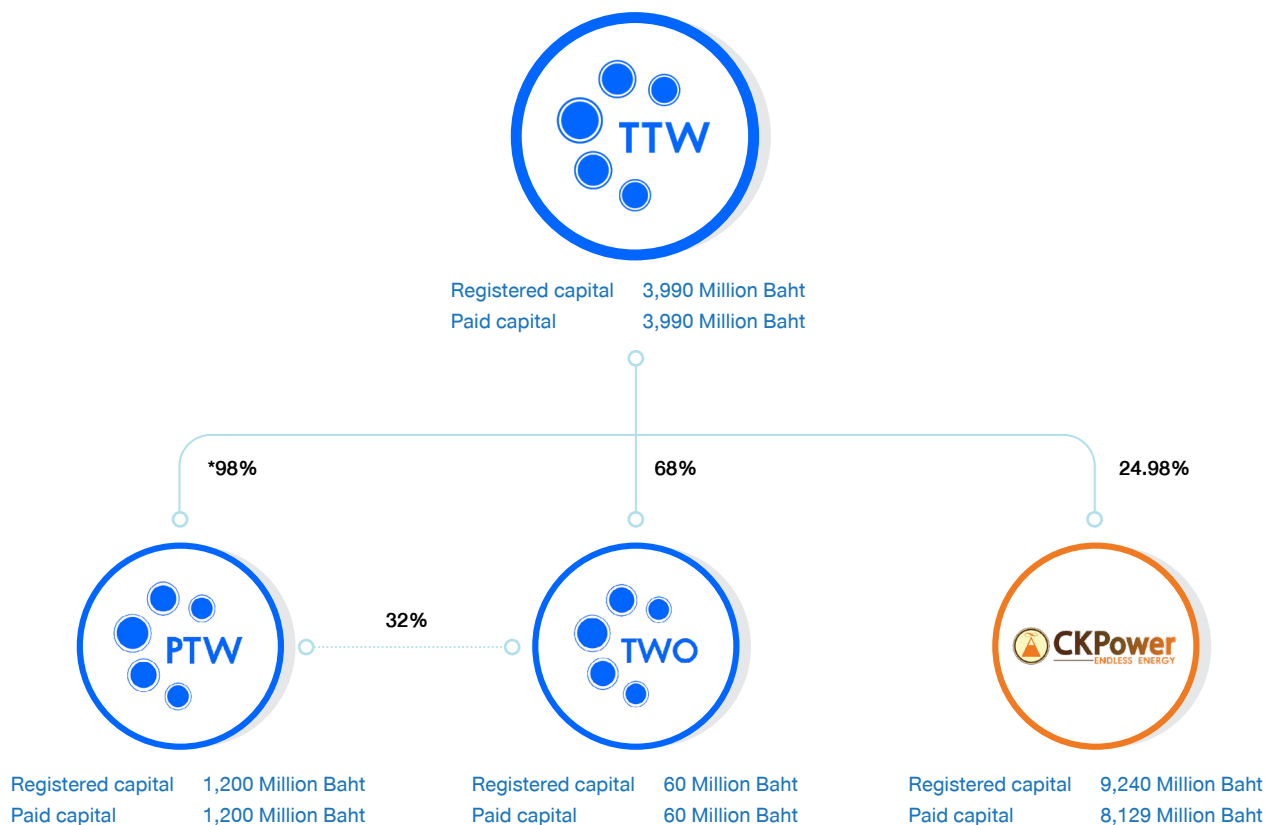 TTW
Registered capital 3,990 Million Baht
Paid capital 3,990 Million Baht
*98%
68%
24.98%
32%
PTW
TWO
CKPower
ENDLESS ENERGY
Registered capital 1,200 Million Baht
Paid capital 1,200 Million Baht
Registered capital 60 Million Baht
Paid capital 60 Million Baht
Registered capital 9,240 Million Baht
Paid capital 8,129 Million Baht